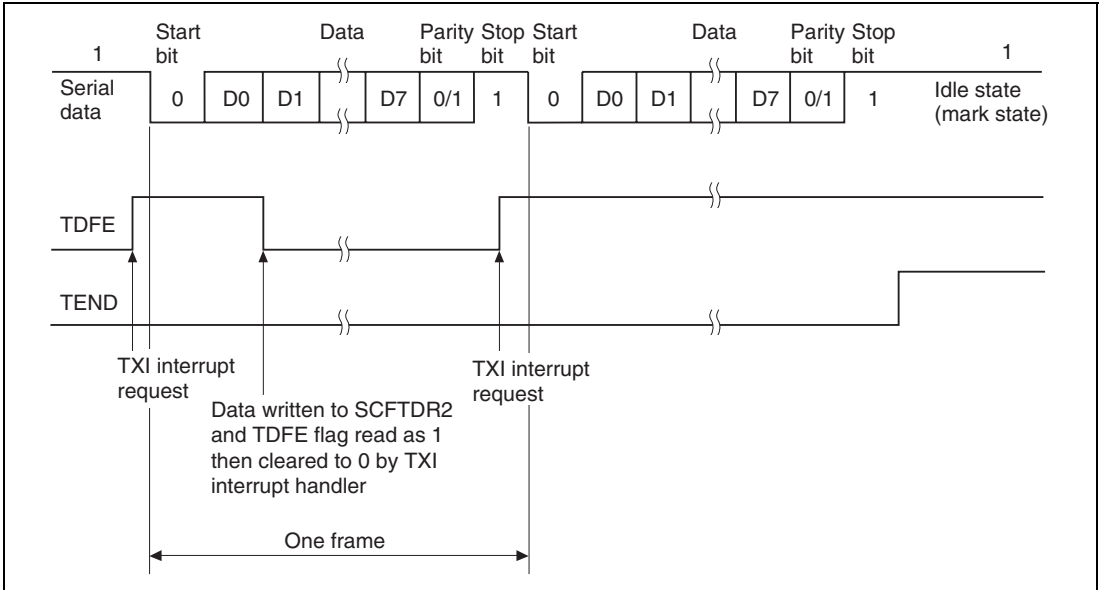 Start Data Parity Stop Start Data Parity Stop
1 bit bit bit bit bit bit 1
Serial data
0 D0 D1 D7 0/1 1 0 D0 D1 D7 0/1 1
Idle state
(mark state)
TDFE
TEND
TXI interrupt
request
TXI interrupt
request
Data written to SCFTDR2
and TDFE flag read as 1
then cleared to 0 by TXI
interrupt handler
One frame